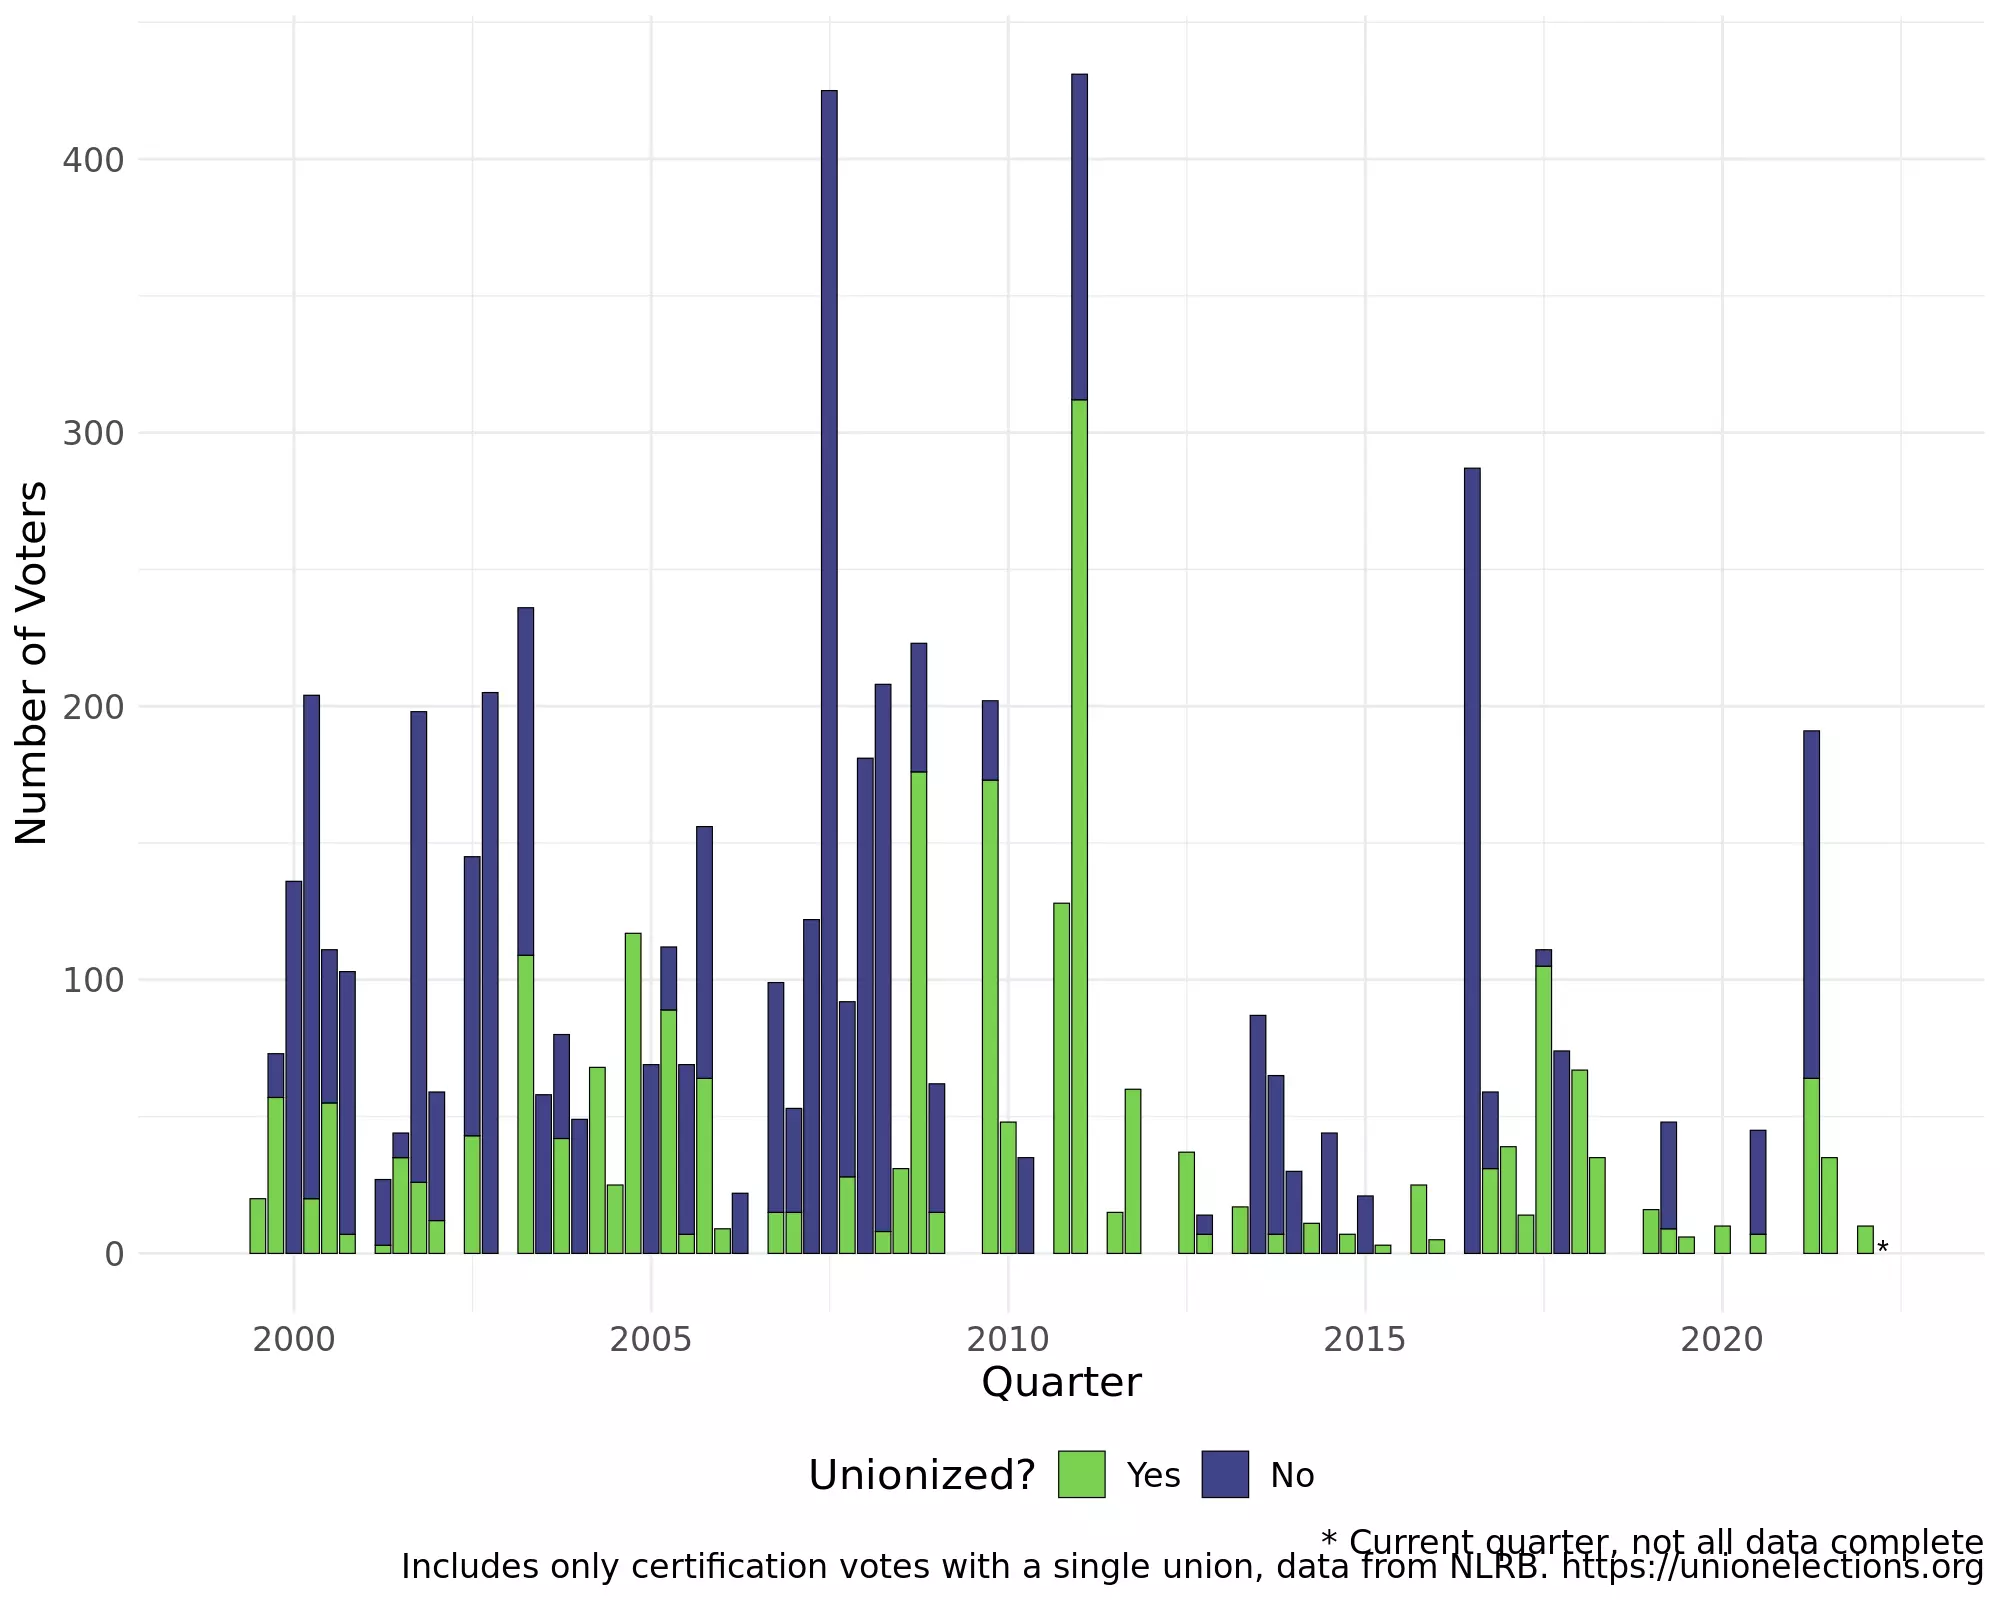 400
300
200
100
0
Number of Voters
*
2000 2005 2010 2015 2020
Quarter
Unionized? Yes No
* Current quarter, not all data complete
Includes only certification votes with a single union, data from NLRB. https://unionelections.org